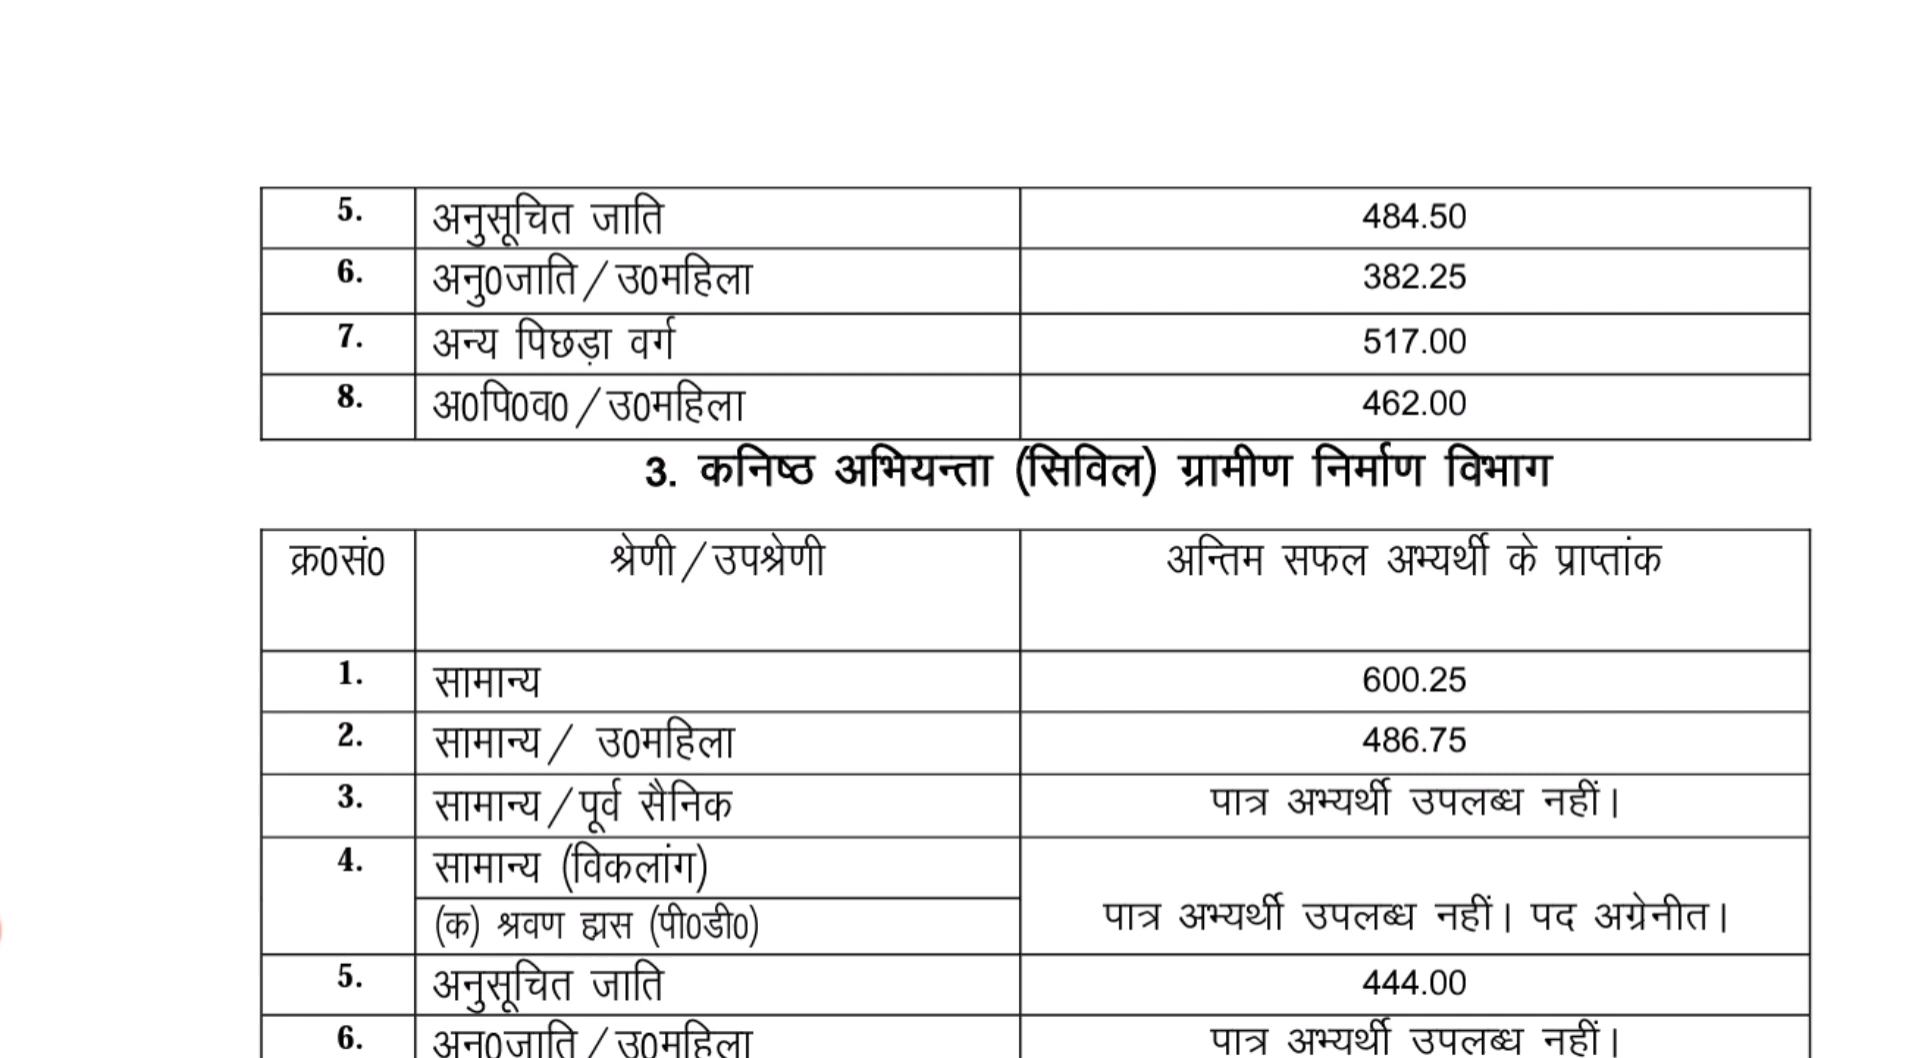 5. अनुसूचित जाति 484.50
6. अनु0जाति/उ0महिला 382.25
7. अन्य पिछड़ा वर्ग 517.00
8. अ0पि0व0/उ0महिला 462.00
3. कनिष्ठ अभियन्ता (सिविल) ग्रामीण निर्माण विभाग
क्र0सं0 श्रेणी/उपश्रेणी अन्तिम सफल अभ्यर्थी के प्राप्तांक
1. सामान्य 600.25
2. सामान्य/ उ0महिला 486.75
3. सामान्य/पूर्व सैनिक पात्र अभ्यर्थी उपलब्ध नहीं।
4. सामान्य (विकलांग)
(क) श्रवण ह्रास (पी0डी0) पात्र अभ्यर्थी उपलब्ध नहीं। पद अग्रेनीत।
5. अनुसूचित जाति 444.00
6. अनु0जाति/उ0महिला पात्र अभ्यर्थी उपलब्ध नहीं।